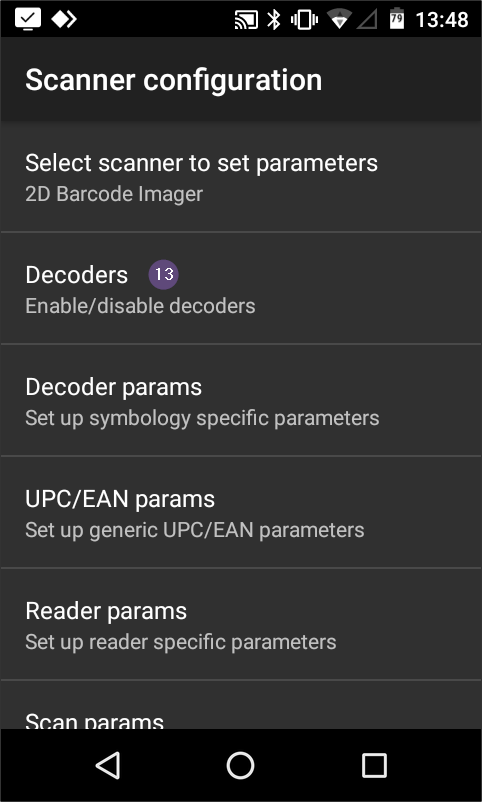 79 13:48
Scanner configuration
Select scanner to set parameters
2D Barcode Imager
Decoders 13
Enable/disable decoders
Decoder params
Set up symbology specific parameters
UPC/EAN params
Set up generic UPC/EAN parameters
Reader params
Set up reader specific parameters
Scan params